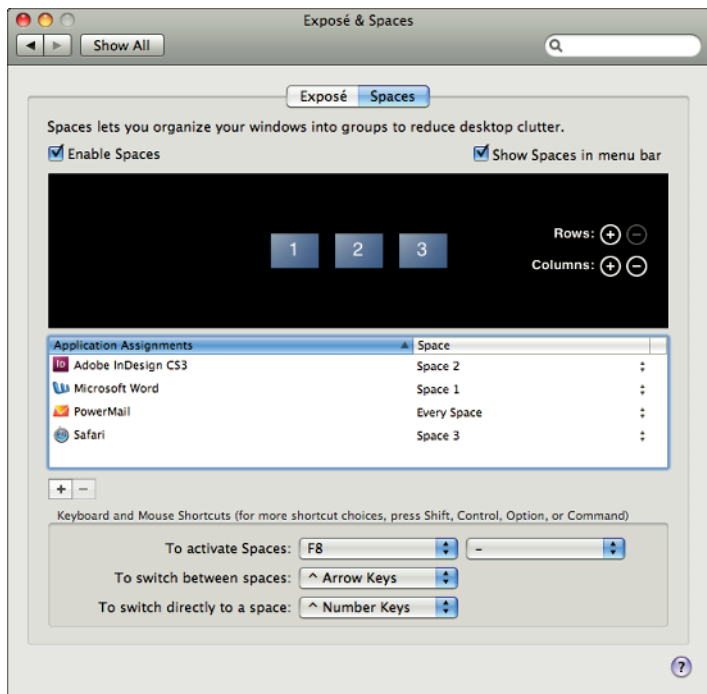 Exposé & Spaces
Show All
Exposé Spaces
Spaces lets you organize your windows into groups to reduce desktop clutter.
Enable Spaces Show Spaces in menu bar
1 2 3
Rows: + −
Columns: + −
Application Assignments Space
Id Adobe InDesign CS3 Space 2
Microsoft Word Space 1
PowerMail Every Space
Safari Space 3
+ −
Keyboard and Mouse Shortcuts (for more shortcut choices, press Shift, Control, Option, or Command)
To activate Spaces: F8 –
To switch between spaces: ^ Arrow Keys
To switch directly to a space: ^ Number Keys
?